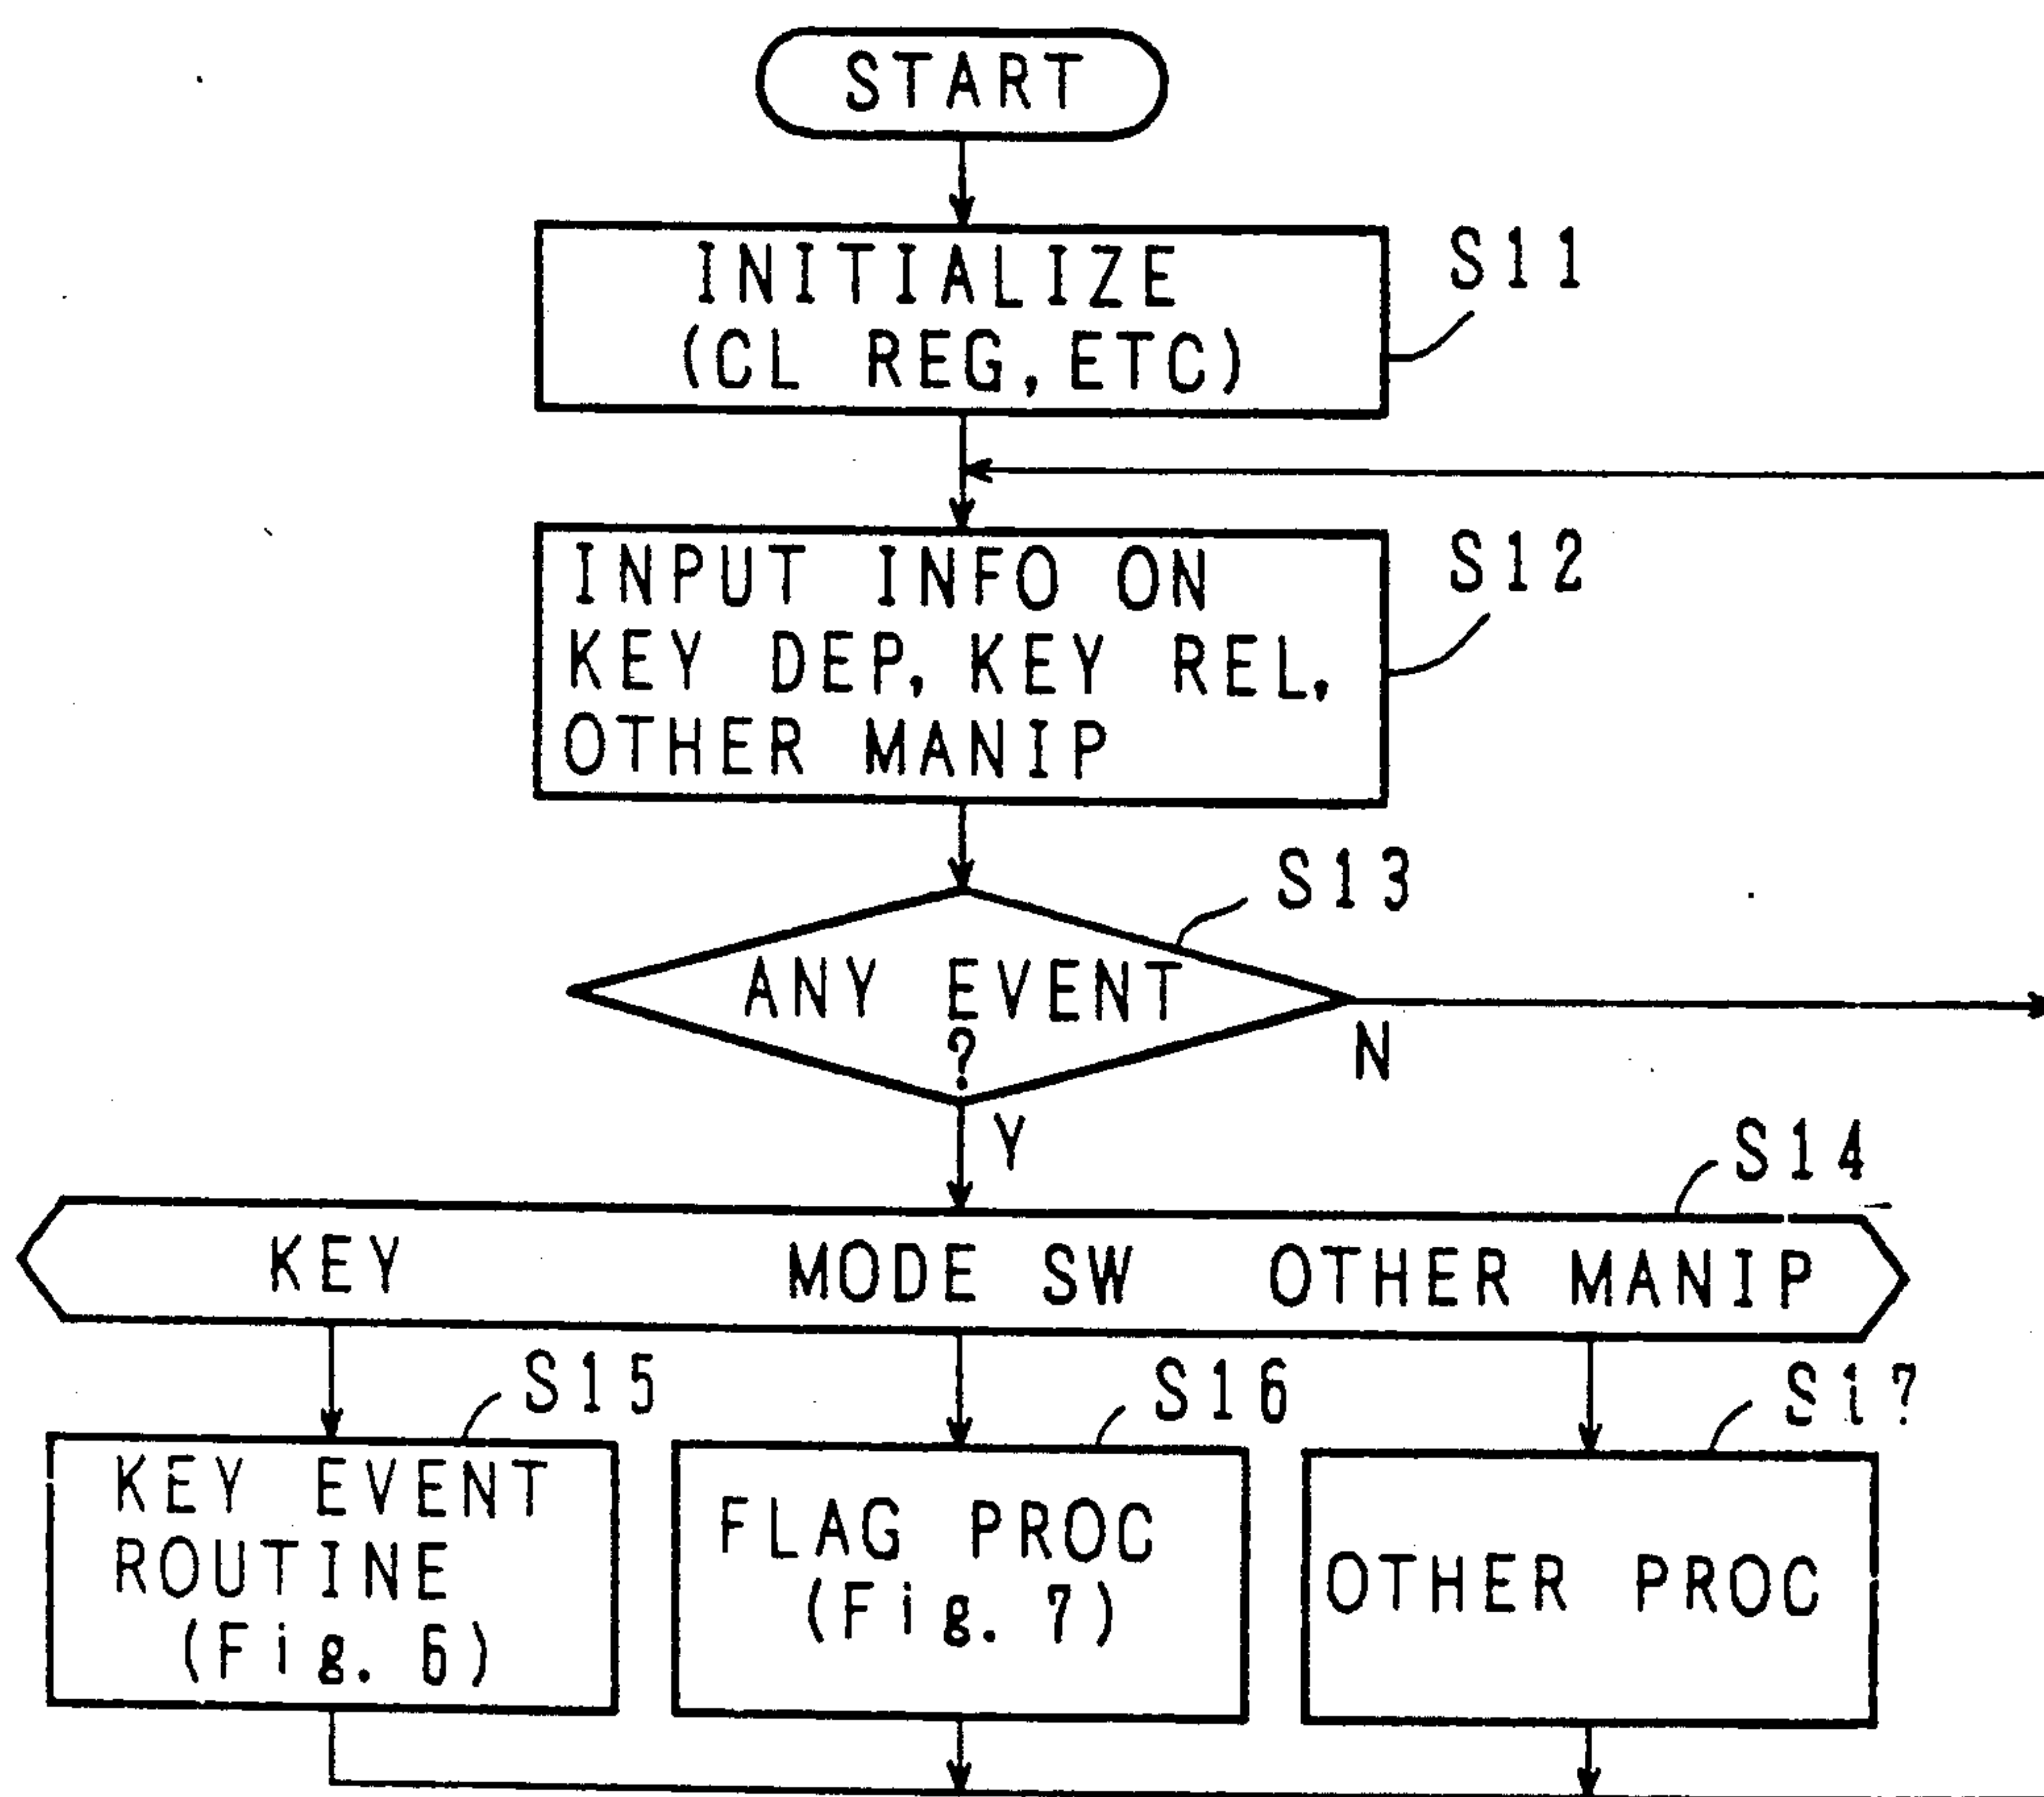 START
INITIALIZE
(CL REG,ETC)
S11
INPUT INFO ON
KEY DEP, KEY REL,
OTHER MANIP
S12
S13
ANY EVENT
?
N
Y
S14
KEY MODE SW OTHER MANIP
S15
S16
S17
KEY EVENT
ROUTINE
(Fig. 6)
FLAG PROC
(Fig. 7)
OTHER PROC